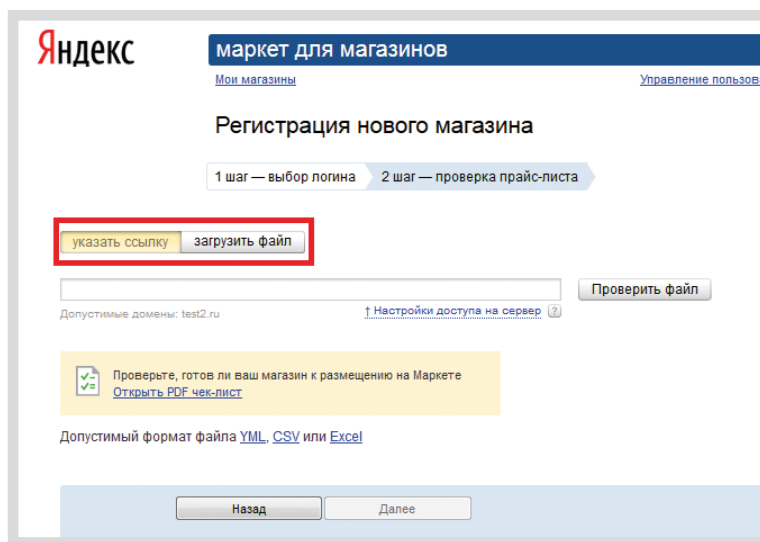 Яндекс
маркет для магазинов
Мои магазины
Управление пользов
Регистрация нового магазина
1 шаг — выбор логина 2 шаг — проверка прайс-листа
указать ссылку загрузить файл
Проверить файл
Допустимые домены: test2.ru ↑ Настройки доступа на сервер ?
Проверьте, готов ли ваш магазин к размещению на Маркете
Открыть PDF чек-лист
Допустимый формат файла YML, CSV или Excel
Назад Далее